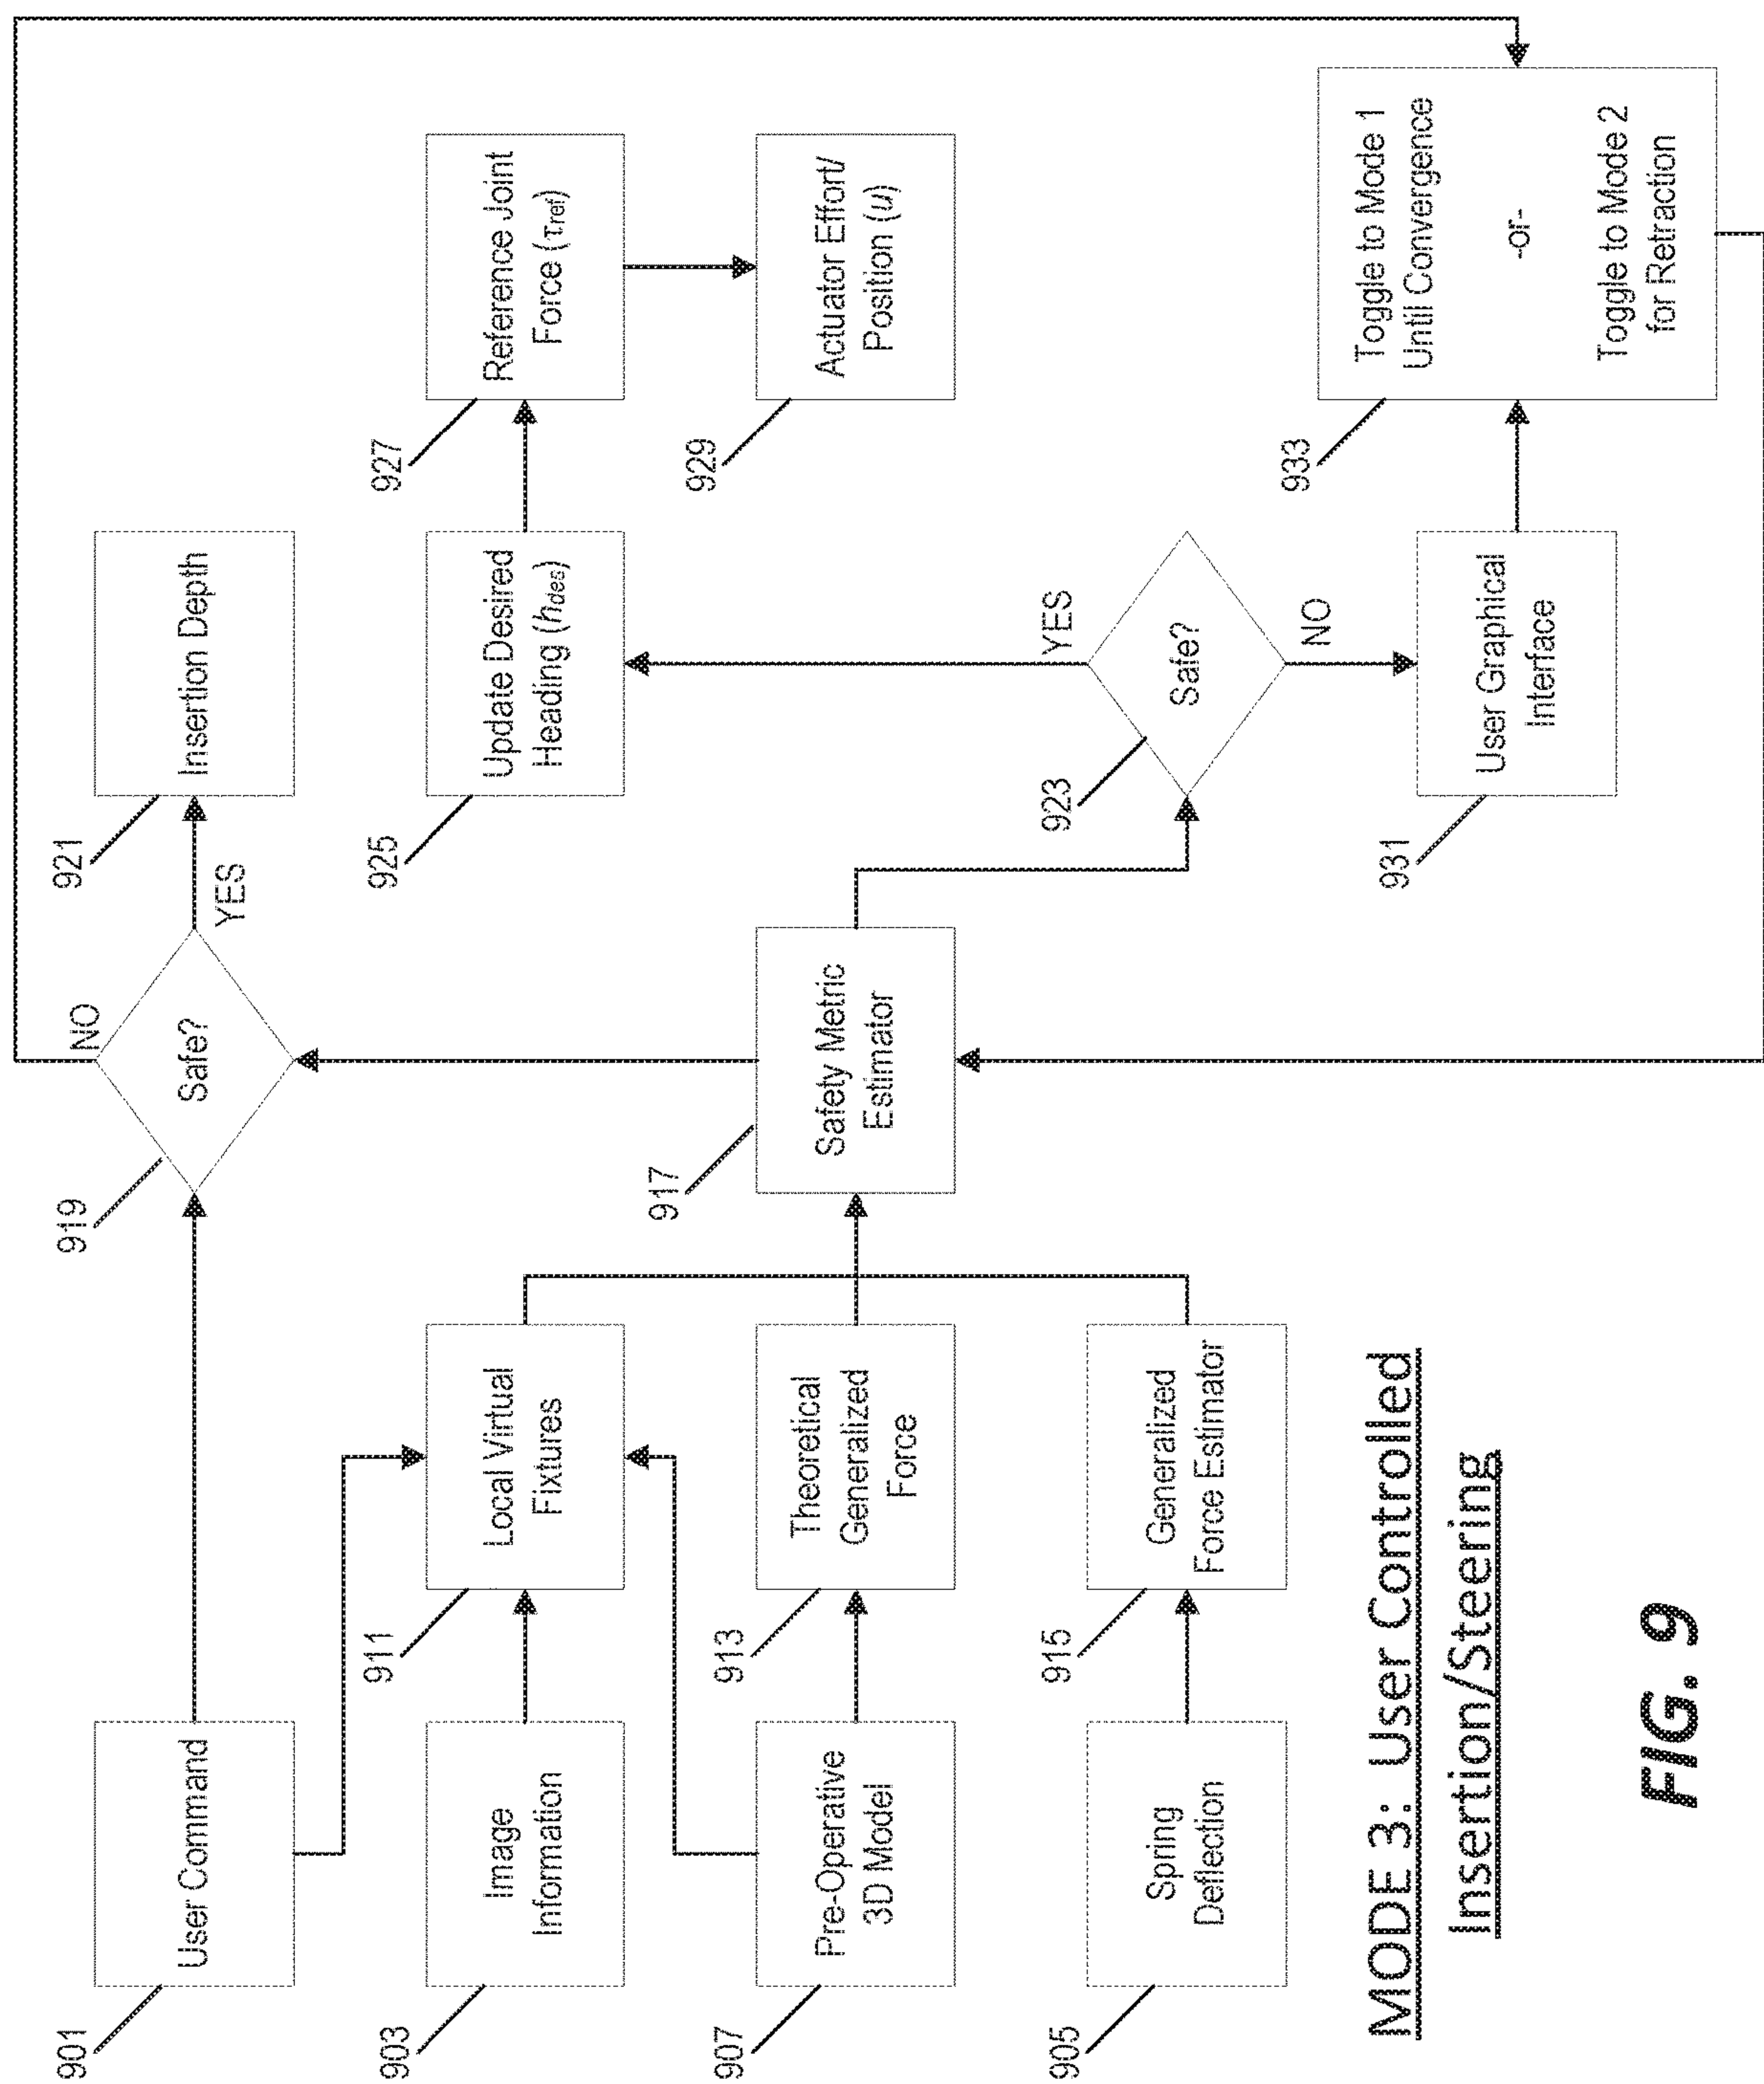 901
User Command
903
Image
Information
907
Pre-Operative
3D Model
905
Spring
Deflection
911
Local Virtual
Fixtures
913
Theoretical
Generalized
Force
915
Generalized
Force Estimator
919
Safe?
NO
YES
917
Safety Metric
Estimator
921
Insertion Depth
925
Update Desired
Heading (hdes)
923
Safe?
YES
NO
931
User Graphical
Interface
927
Reference Joint
Force (τref)
929
Actuator Effort/
Position (u)
933
Toggle to Mode 1
Until Convergence
-or-
Toggle to Mode 2
for Retraction
MODE 3: User Controlled
Insertion/Steering
FIG. 9